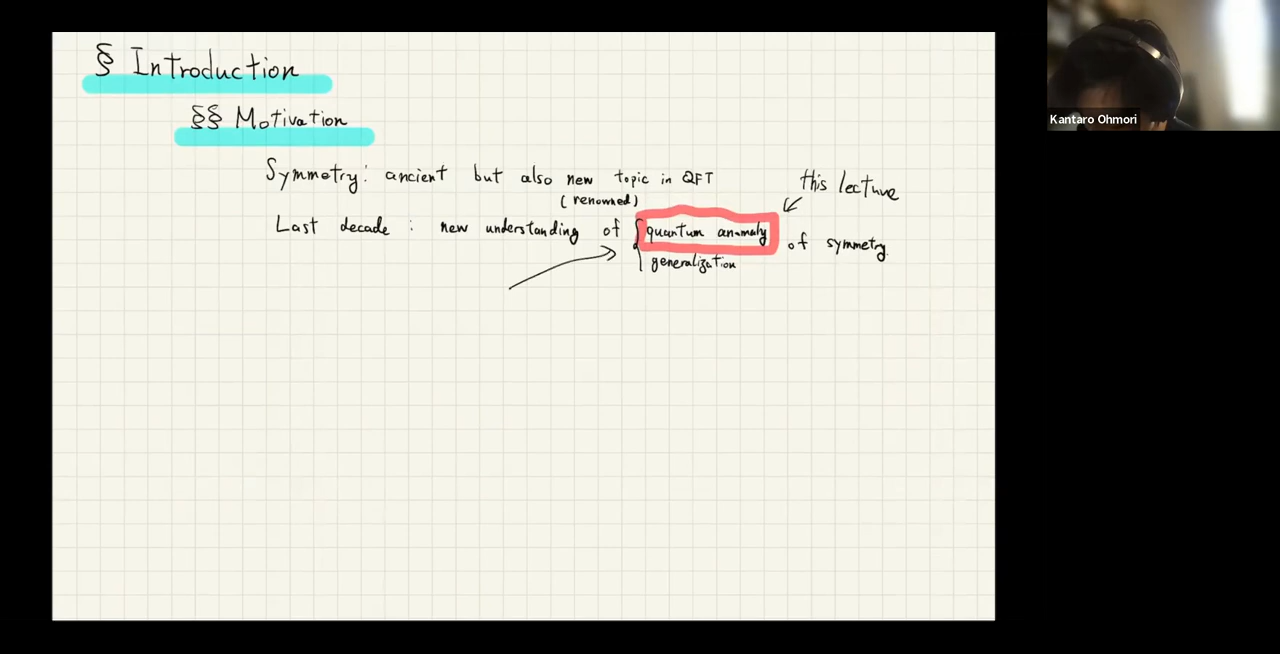 § Introduction
§§ Motivation
Symmetry: ancient but also new topic in QFT
(renowned)
this lecture
Last decade : new understanding of { quantum anomaly of symmetry.
generalization
Kantaro Ohmori